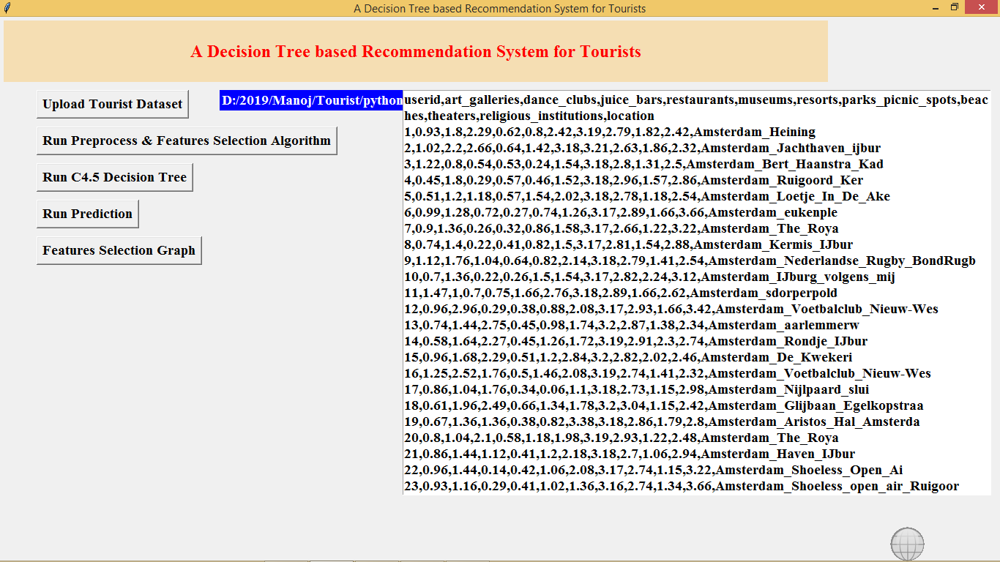 A Decision Tree based Recommendation System for Tourists
A Decision Tree based Recommendation System for Tourists
Upload Tourist Dataset
D:/2019/Manoj/Tourist/python
Run Preprocess & Features Selection Algorithm
Run C4.5 Decision Tree
Run Prediction
Features Selection Graph
userid,art_galleries,dance_clubs,juice_bars,restaurants,museums,resorts,parks_picnic_spots,beac
hes,theaters,religious_institutions,location
1,0.93,1.8,2.29,0.62,0.8,2.42,3.19,2.79,1.82,2.42,Amsterdam_Heining
2,1.02,2.2,2.66,0.64,1.42,3.18,3.21,2.63,1.86,2.32,Amsterdam_Jachthaven_ijbur
3,1.22,0.8,0.54,0.53,0.24,1.54,3.18,2.8,1.31,2.5,Amsterdam_Bert_Haanstra_Kad
4,0.45,1.8,0.29,0.57,0.46,1.52,3.18,2.96,1.57,2.86,Amsterdam_Ruigoord_Ker
5,0.51,1.2,1.18,0.57,1.54,2.02,3.18,2.78,1.18,2.54,Amsterdam_Loetje_In_De_Ake
6,0.99,1.28,0.72,0.27,0.74,1.26,3.17,2.89,1.66,3.66,Amsterdam_eukenple
7,0.9,1.36,0.26,0.32,0.86,1.58,3.17,2.66,1.22,3.22,Amsterdam_The_Roya
8,0.74,1.4,0.22,0.41,0.82,1.5,3.17,2.81,1.54,2.88,Amsterdam_Kermis_IJbur
9,1.12,1.76,1.04,0.64,0.82,2.14,3.18,2.79,1.41,2.54,Amsterdam_Nederlandse_Rugby_BondRugb
10,0.7,1.36,0.22,0.26,1.5,1.54,3.17,2.82,2.24,3.12,Amsterdam_IJburg_volgens_mij
11,1.47,1,0.7,0.75,1.66,2.76,3.18,2.89,1.66,2.62,Amsterdam_sdorperpold
12,0.96,2.96,0.29,0.38,0.88,2.08,3.17,2.93,1.66,3.42,Amsterdam_Voetbalclub_Nieuw-Wes
13,0.74,1.44,2.75,0.45,0.98,1.74,3.2,2.87,1.38,2.34,Amsterdam_aarlemmerw
14,0.58,1.64,2.27,0.45,1.26,1.72,3.19,2.91,2.3,2.74,Amsterdam_Rondje_IJbur
15,0.96,1.68,2.29,0.51,1.2,2.84,3.2,2.82,2.02,2.46,Amsterdam_De_Kwekeri
16,1.25,2.52,1.76,0.5,1.46,2.08,3.19,2.74,1.41,2.32,Amsterdam_Voetbalclub_Nieuw-Wes
17,0.86,1.04,1.76,0.34,0.06,1.1,3.18,2.73,1.15,2.98,Amsterdam_Nijlpaard_slui
18,0.61,1.96,2.49,0.66,1.34,1.78,3.2,3.04,1.15,2.42,Amsterdam_Glijbaan_Egelkopstraa
19,0.67,1.36,1.36,0.38,0.82,3.38,3.18,2.86,1.79,2.8,Amsterdam_Aristos_Hal_Amsterda
20,0.8,1.04,2.1,0.58,1.18,1.98,3.19,2.93,1.22,2.48,Amsterdam_The_Roya
21,0.86,1.44,1.12,0.41,1.2,2.18,3.18,2.7,1.06,2.94,Amsterdam_Haven_IJbur
22,0.96,1.44,0.14,0.42,1.06,2.08,3.17,2.74,1.15,3.22,Amsterdam_Shoeless_Open_Ai
23,0.93,1.16,0.29,0.41,1.02,1.36,3.16,2.74,1.34,3.66,Amsterdam_Shoeless_open_air_Ruigoor